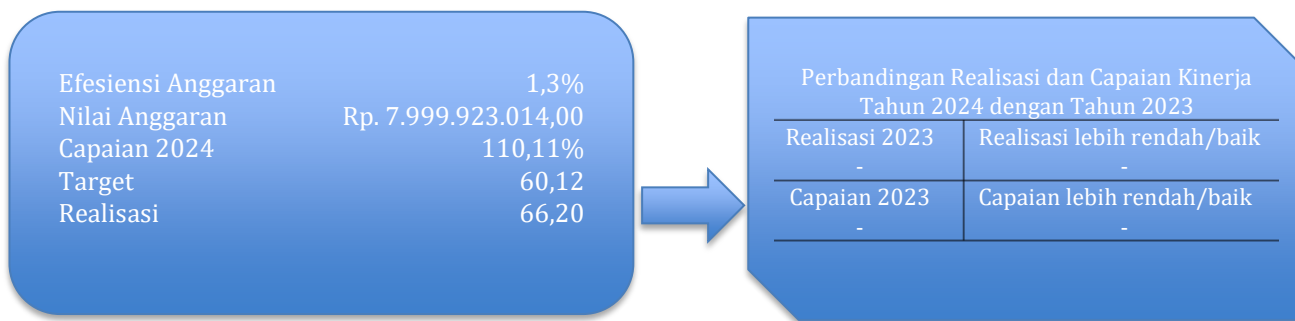 Efesiensi Anggaran 1,3%
Nilai Anggaran Rp. 7.999.923.014,00
Capaian 2024 110,11%
Target 60,12
Realisasi 66,20
Perbandingan Realisasi dan Capaian Kinerja
Tahun 2024 dengan Tahun 2023
Realisasi 2023 Realisasi lebih rendah/baik
- -
Capaian 2023 Capaian lebih rendah/baik
- -